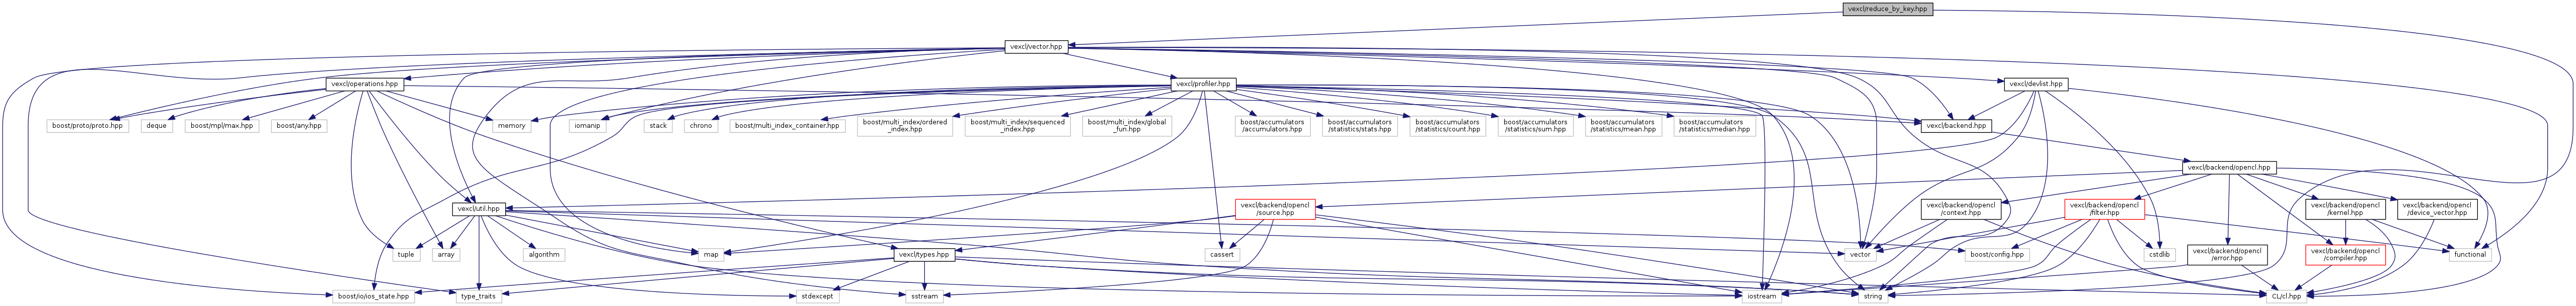 vexcl/reduce_by_key.hpp
vexcl/vector.hpp
vexcl/operations.hpp
vexcl/profiler.hpp
vexcl/devlist.hpp
boost/proto/proto.hpp
deque
boost/mpl/max.hpp
boost/any.hpp
memory
iomanip
stack
chrono
boost/multi_index_container.hpp
boost/multi_index/ordered
_index.hpp
boost/multi_index/sequenced
_index.hpp
boost/multi_index/global
_fun.hpp
boost/accumulators
/accumulators.hpp
boost/accumulators
/statistics/stats.hpp
boost/accumulators
/statistics/count.hpp
boost/accumulators
/statistics/sum.hpp
boost/accumulators
/statistics/mean.hpp
boost/accumulators
/statistics/median.hpp
vexcl/backend.hpp
vexcl/backend/opencl.hpp
vexcl/util.hpp
vexcl/backend/opencl
/source.hpp
vexcl/backend/opencl
/context.hpp
vexcl/backend/opencl
/filter.hpp
vexcl/backend/opencl
/kernel.hpp
vexcl/backend/opencl
/device_vector.hpp
tuple
array
algorithm
map
vexcl/types.hpp
cassert
vector
boost/config.hpp
cstdlib
vexcl/backend/opencl
/error.hpp
vexcl/backend/opencl
/compiler.hpp
functional
boost/io/ios_state.hpp
type_traits
stdexcept
sstream
iostream
string
CL/cl.hpp